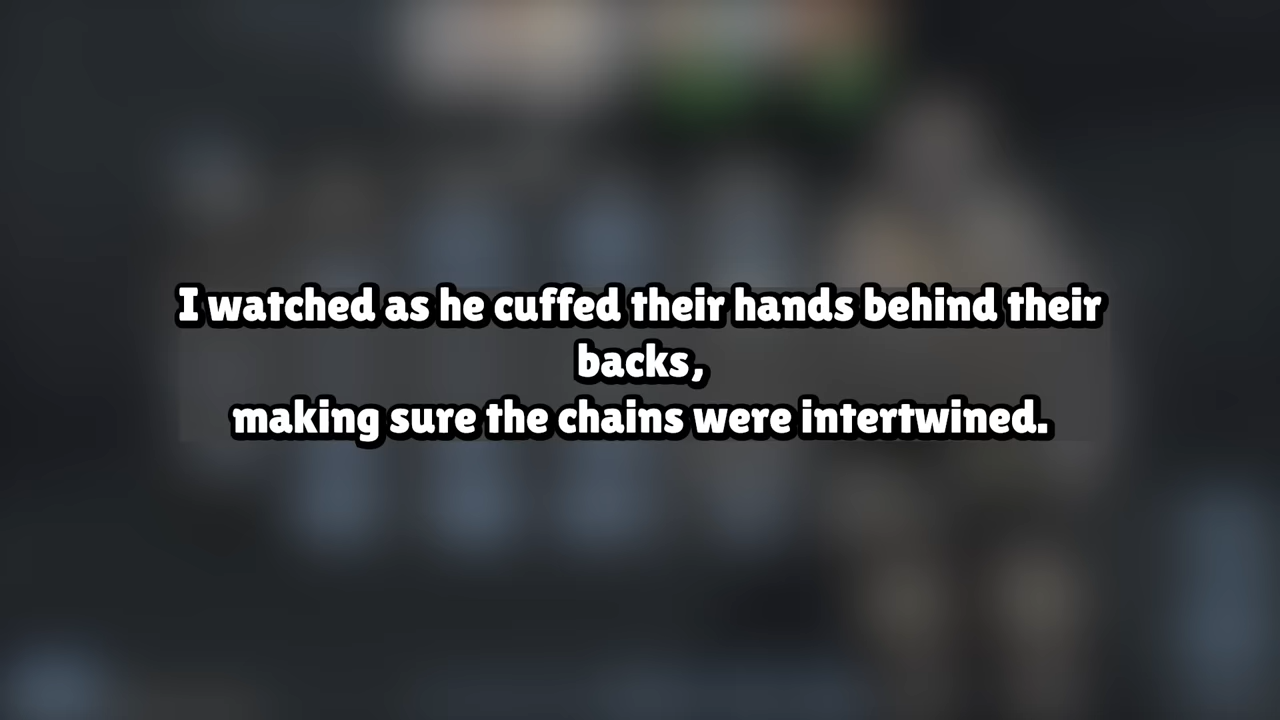 I watched as he cuffed their hands behind their
backs,
making sure the chains were intertwined.